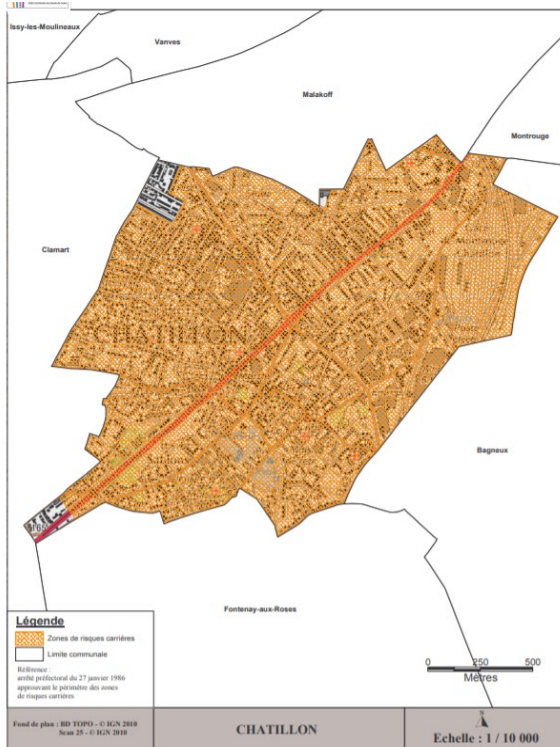 Issy-les-Moulineaux
Vanves
Malakoff
Montrouge
Clamart
Montrouge
CHATILLON
Bagneux
Fontenay-aux-Roses
Légende
Zones de risques carrières
Limite communale
Référence :
arrêté préfectoral du 27 janvier 1986
approuvant le périmètre des zones
de risques carrières
0 250 500
Mètres
Fond de plan : BD TOPO - © IGN 2010
Scan 25 - © IGN 2010
CHATILLON
N
Echelle : 1 / 10 000